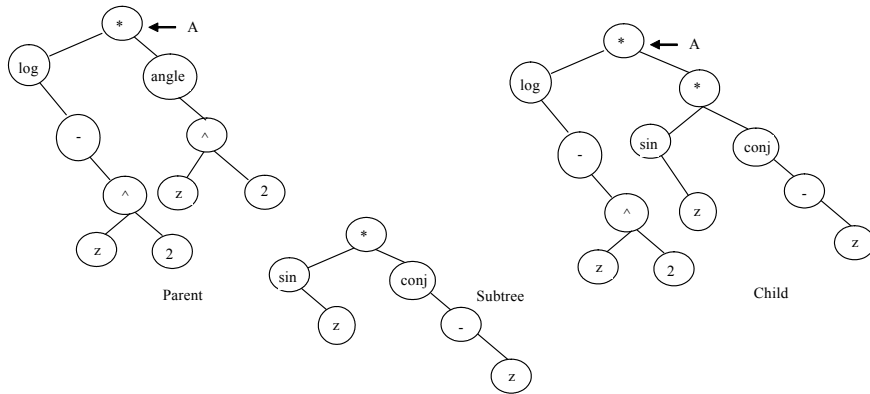 * A
log angle
- ^
z 2
^
z 2
Parent
*
sin conj
z -
z
Subtree
* A
log *
sin conj
- -
^ z z
z 2
Child